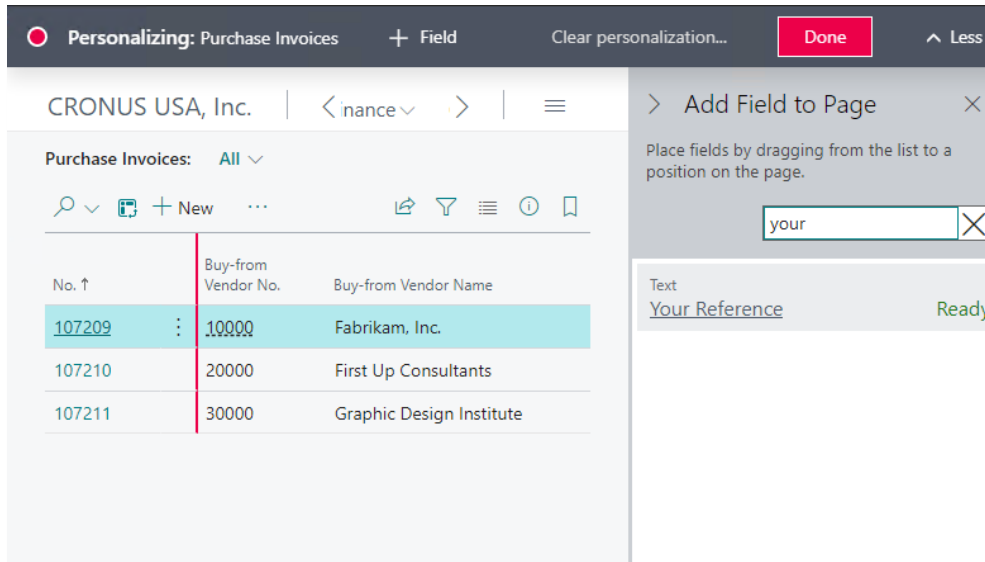 Personalizing: Purchase Invoices + Field Clear personalization... Done Less
CRONUS USA, Inc. inance
Add Field to Page
Place fields by dragging from the list to a
position on the page.
Purchase Invoices: All
+ New ...
your
No. ↑ Buy-from Vendor No. Buy-from Vendor Name
107209 10000 Fabrikam, Inc.
107210 20000 First Up Consultants
107211 30000 Graphic Design Institute
Text
Your Reference Ready